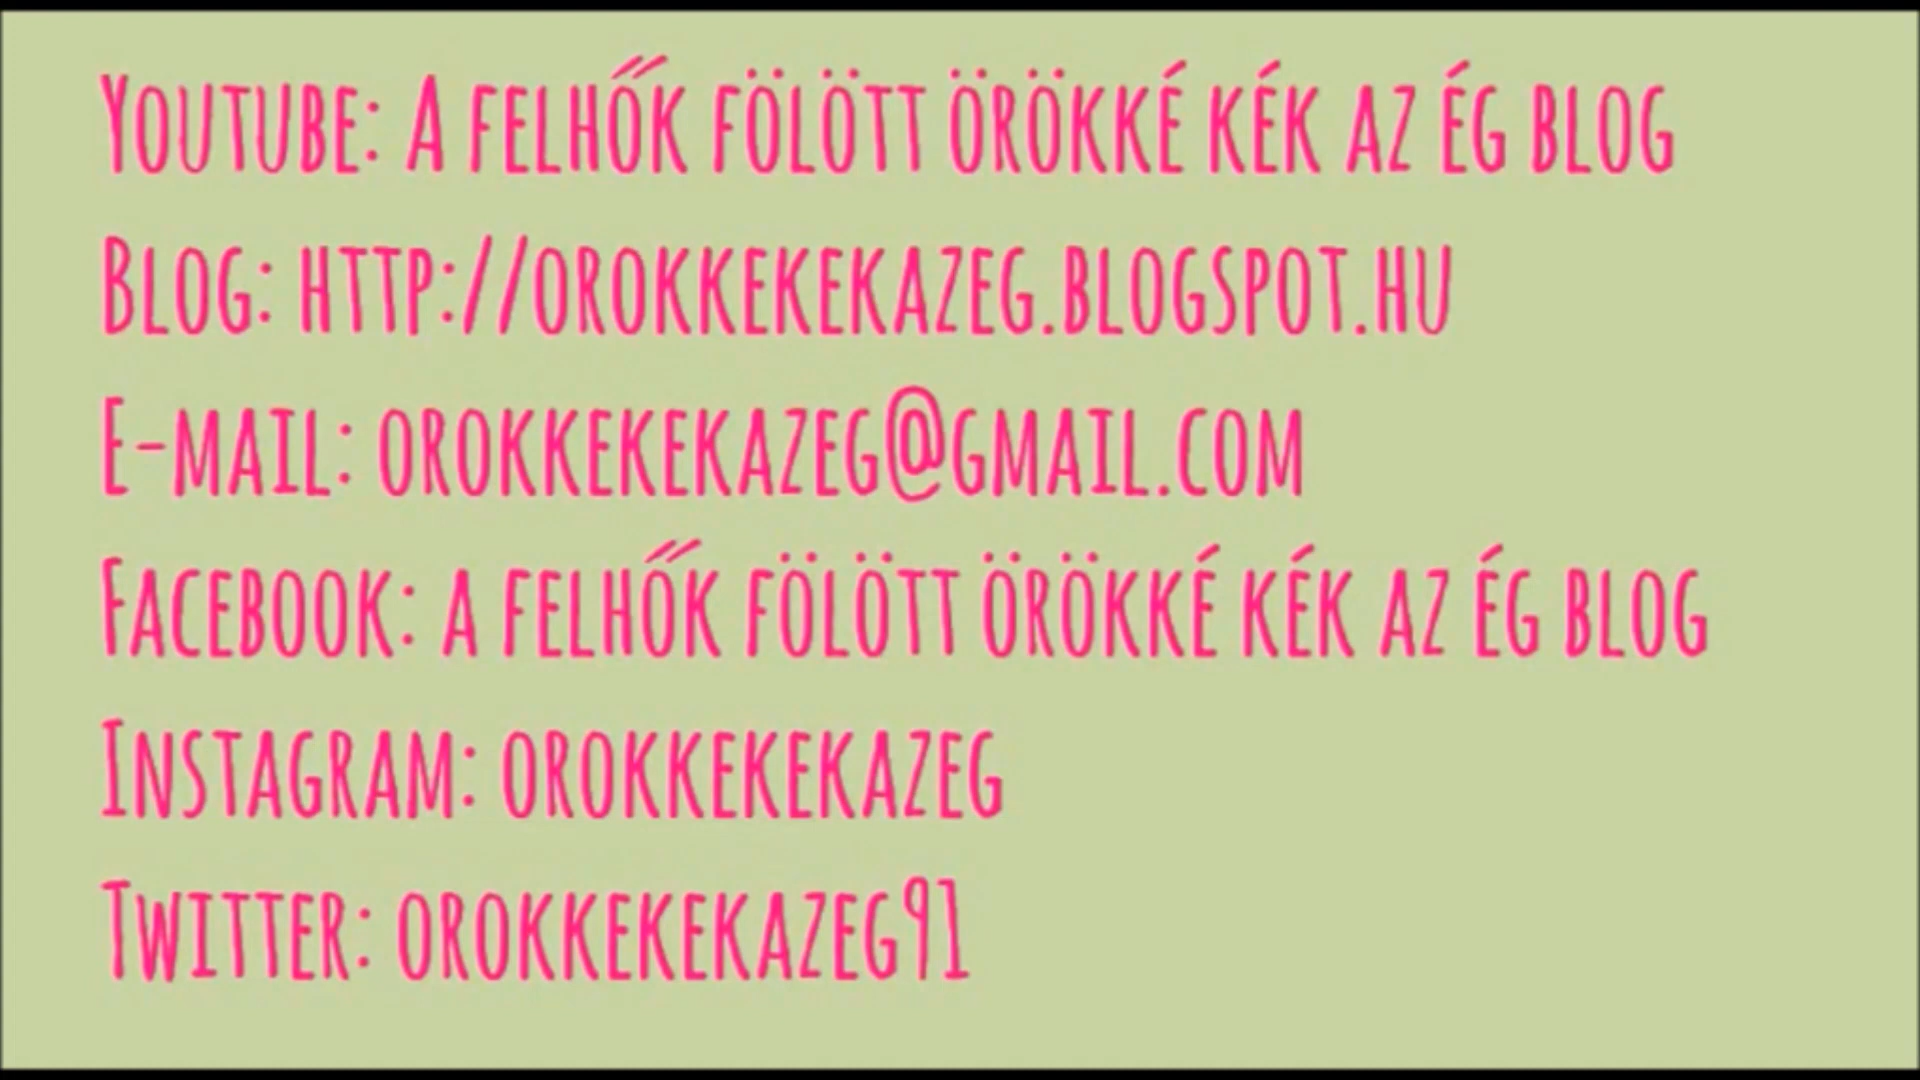 Youtube: A felhők fölött örökké kék az ég blog
Blog: http://orokkekekazeg.blogspot.hu
E-mail: orokkekekazeg@gmail.com
Facebook: a felhők fölött örökké kék az ég blog
Instagram: orokkekekazeg
Twitter: orokkekekazeg91